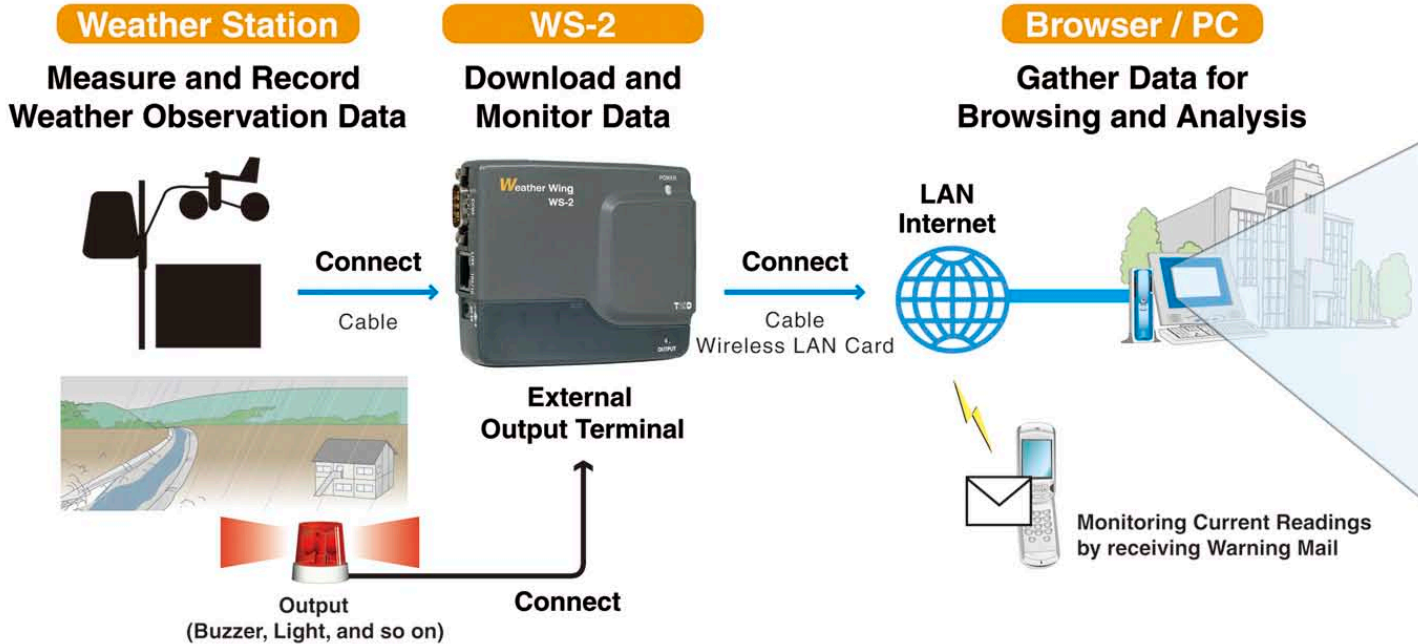 Weather Station
Measure and Record
Weather Observation Data
Connect
Cable
WS-2
Download and
Monitor Data
Weather Wing
WS-2
POWER
T&D
OUTPUT
External
Output Terminal
Connect
Output
(Buzzer, Light, and so on)
Connect
Cable
Wireless LAN Card
Browser / PC
Gather Data for
Browsing and Analysis
LAN
Internet
Monitoring Current Readings
by receiving Warning Mail